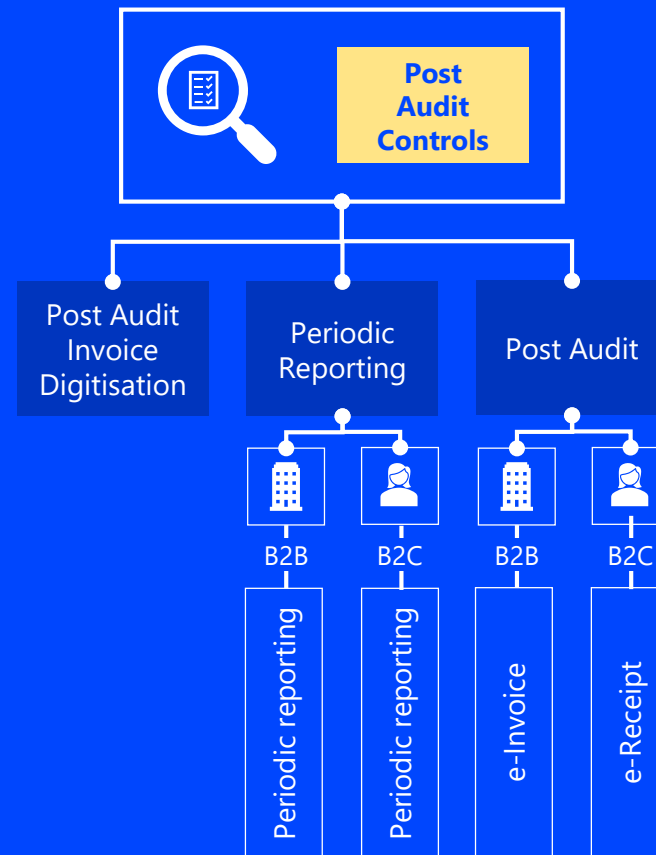 Post
Audit
Controls
Post Audit
Invoice
Digitisation
Periodic
Reporting
Post Audit
B2B
B2C
B2B
B2C
Periodic reporting
Periodic reporting
e-Invoice
e-Receipt